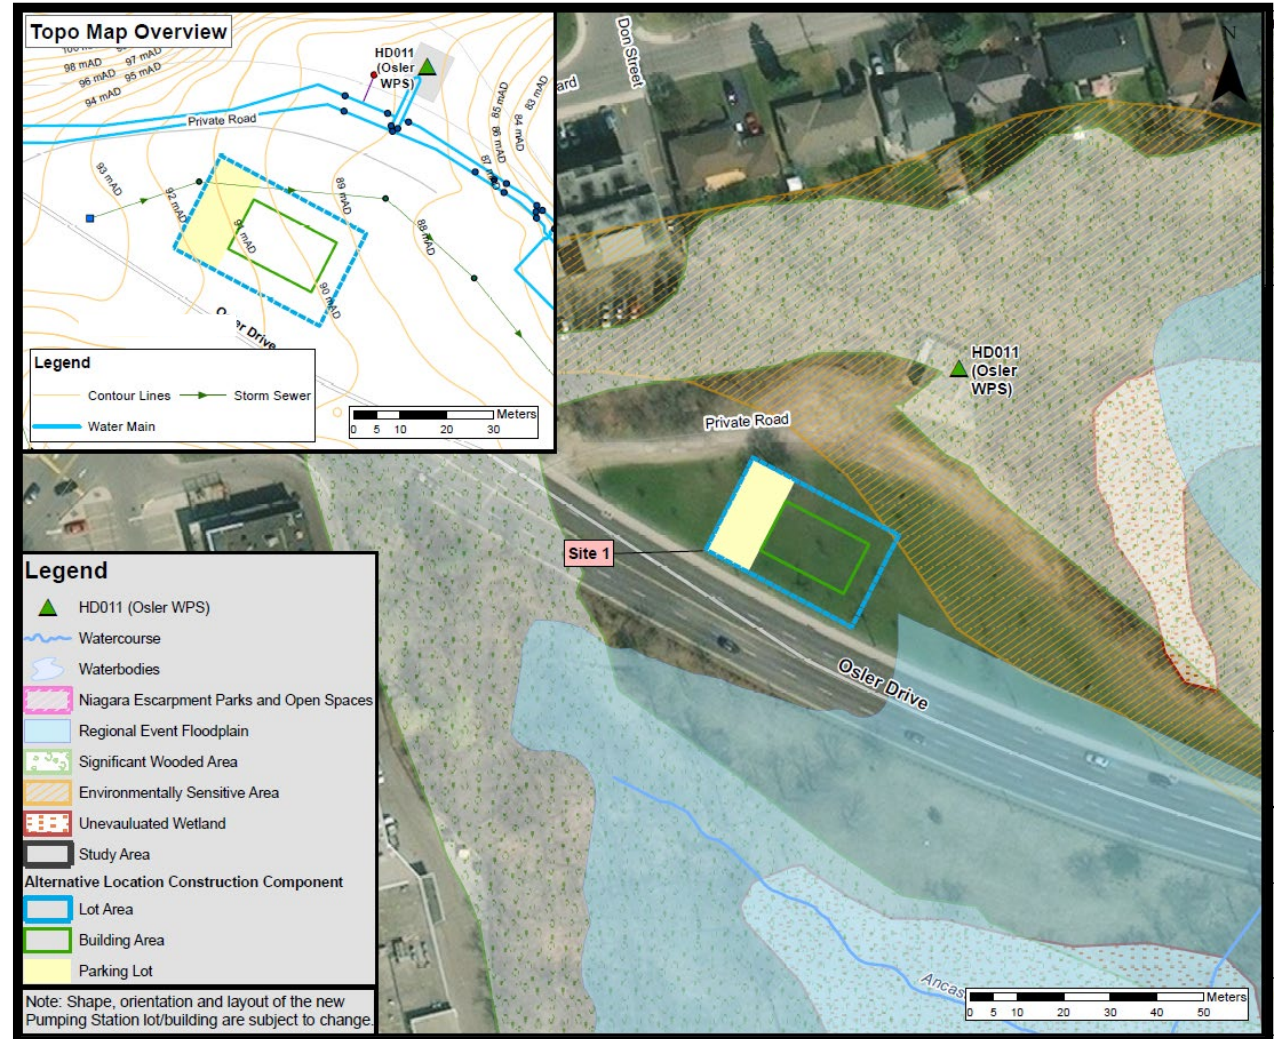 Topo Map Overview
98 mAD
97 mAD
96 mAD
95 mAD
94 mAD
HD011
(Osler
WPS)
85 mAD
83 mAD
84 mAD
86 mAD
87
Private Road
93 mAD
92 mAD
91 mAD
89 mAD
88 mAD
90 mAD
Osler Drive
Legend
Contour Lines
Storm Sewer
Water Main
Meters
0 5 10 20 30
Don Street
ard
N
HD011
(Osler
WPS)
Private Road
Site 1
Osler Drive
Ancas
Legend
HD011 (Osler WPS)
Watercourse
Waterbodies
Niagara Escarpment Parks and Open Spaces
Regional Event Floodplain
Significant Wooded Area
Environmentally Sensitive Area
Unevauluated Wetland
Study Area
Alternative Location Construction Component
Lot Area
Building Area
Parking Lot
Note: Shape, orientation and layout of the new
Pumping Station lot/building are subject to change.
Meters
0 5 10 20 30 40 50